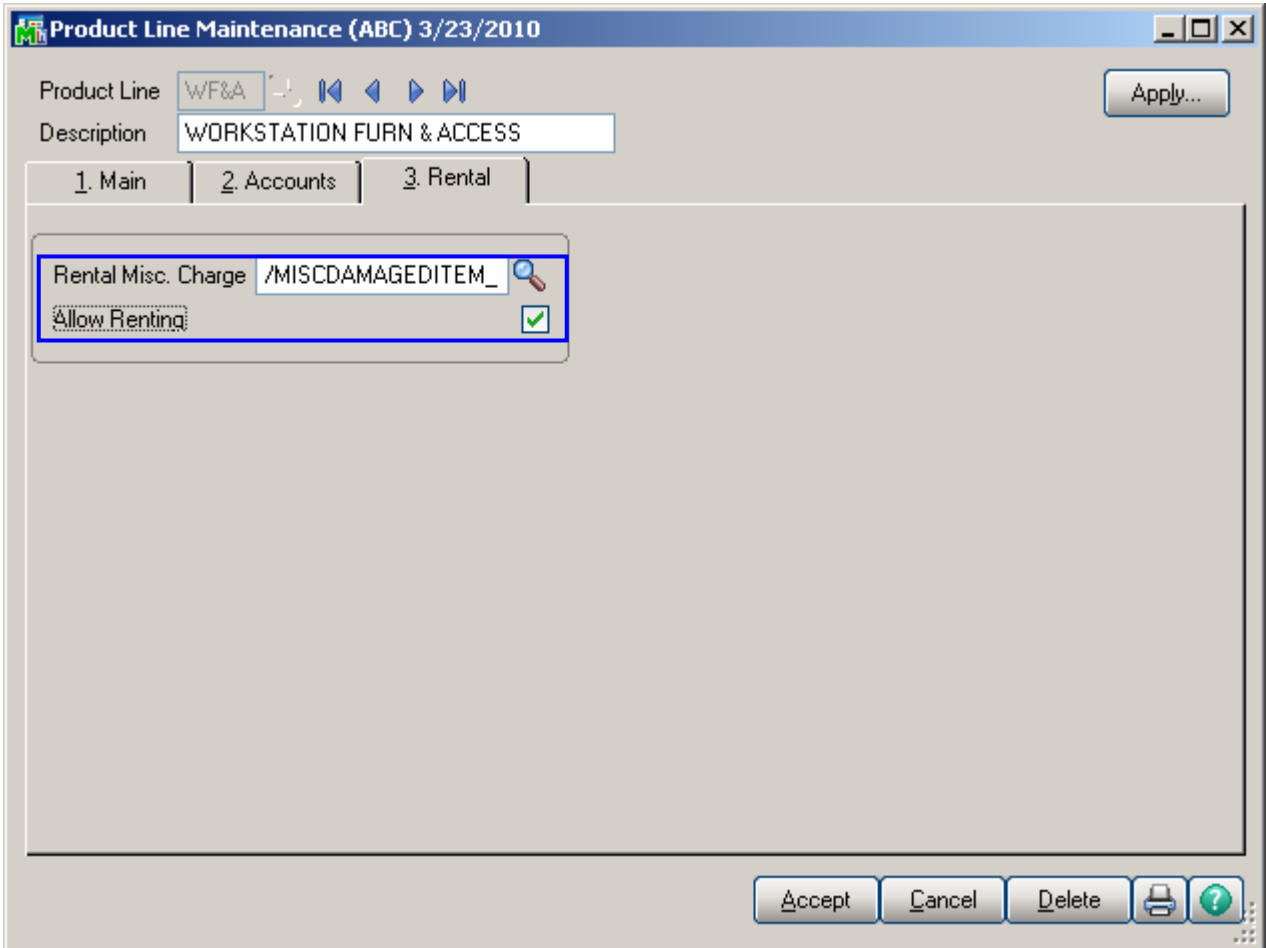 Product Line Maintenance (ABC) 3/23/2010
Product Line WF&A Apply...
Description WORKSTATION FURN & ACCESS
1. Main 2. Accounts 3. Rental
Rental Misc. Charge /MISCDAMAGEDITEM_
Allow Renting
Accept Cancel Delete